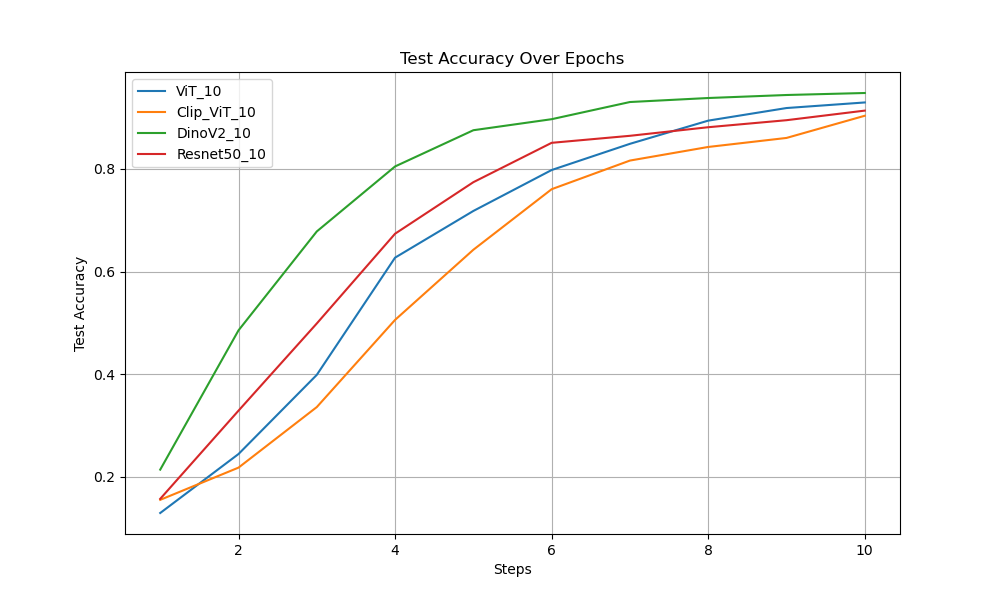 Test Accuracy Over Epochs
ViT_10
Clip_ViT_10
DinoV2_10
Resnet50_10
Test Accuracy
0.8
0.6
0.4
0.2
2 4 6 8 10
Steps